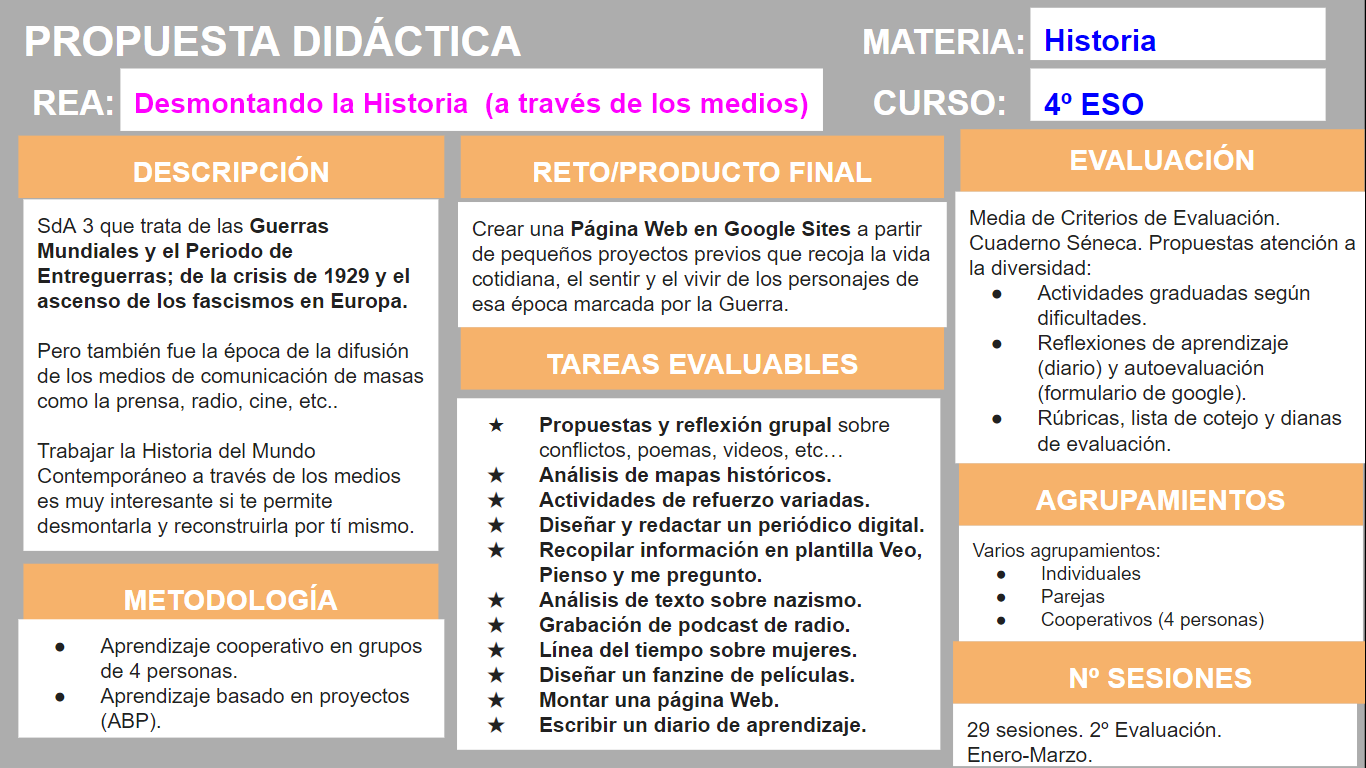 PROPUESTA DIDÁCTICA
MATERIA:
Historia
REA:
Desmontando la Historia (a través de los medios)
CURSO:
4º ESO
DESCRIPCIÓN
SdA 3 que trata de las Guerras
Mundiales y el Periodo de
Entreguerras; de la crisis de 1929 y el
ascenso de los fascismos en Europa.
Pero también fue la época de la difusión
de los medios de comunicación de masas
como la prensa, radio, cine, etc..
Trabajar la Historia del Mundo
Contemporáneo a través de los medios
es muy interesante si te permite
desmontarla y reconstruirla por tí mismo.
METODOLOGÍA
● Aprendizaje cooperativo en grupos
de 4 personas.
● Aprendizaje basado en proyectos
(ABP).
RETO/PRODUCTO FINAL
Crear una Página Web en Google Sites a partir
de pequeños proyectos previos que recoja la vida
cotidiana, el sentir y el vivir de los personajes de
esa época marcada por la Guerra.
TAREAS EVALUABLES
★ Propuestas y reflexión grupal sobre
conflictos, poemas, videos, etc…
★ Análisis de mapas históricos.
★ Actividades de refuerzo variadas.
★ Diseñar y redactar un periódico digital.
★ Recopilar información en plantilla Veo,
Pienso y me pregunto.
★ Análisis de texto sobre nazismo.
★ Grabación de podcast de radio.
★ Línea del tiempo sobre mujeres.
★ Diseñar un fanzine de películas.
★ Montar una página Web.
★ Escribir un diario de aprendizaje.
EVALUACIÓN
Media de Criterios de Evaluación.
Cuaderno Séneca. Propuestas atención a
la diversidad:
● Actividades graduadas según
dificultades.
● Reflexiones de aprendizaje
(diario) y autoevaluación
(formulario de google).
● Rúbricas, lista de cotejo y dianas
de evaluación.
AGRUPAMIENTOS
Varios agrupamientos:
● Individuales
● Parejas
● Cooperativos (4 personas)
Nº SESIONES
29 sesiones. 2º Evaluación.
Enero-Marzo.